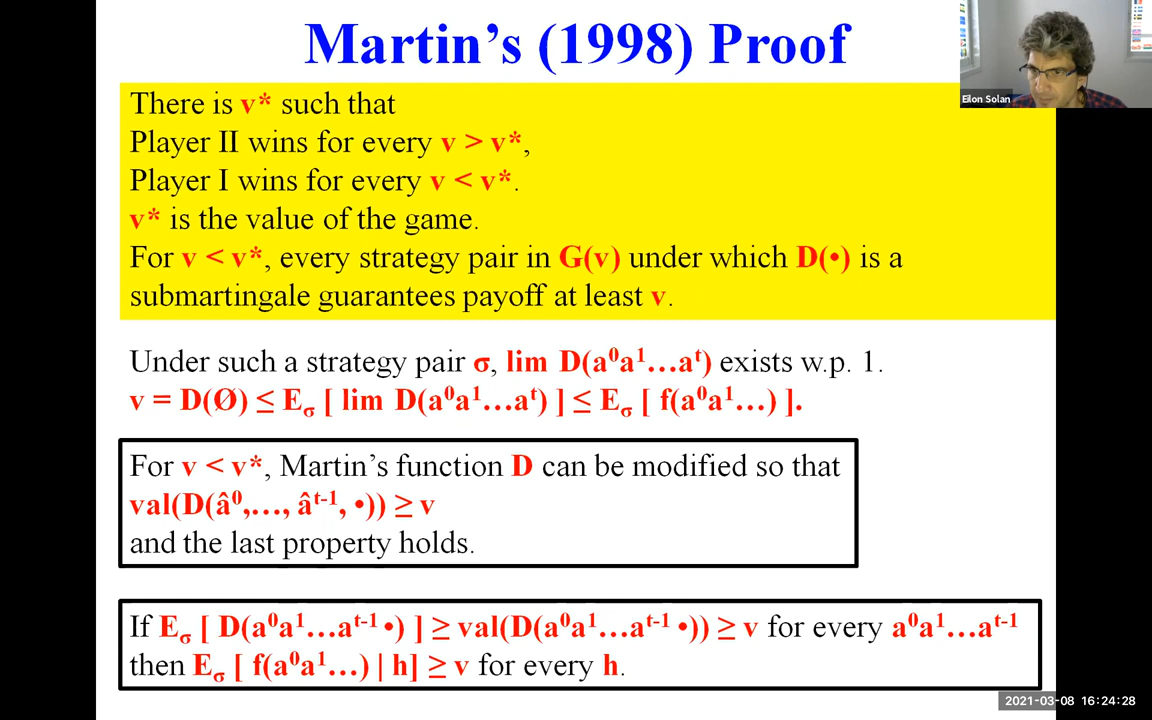 Martin's (1998) Proof
Eilon Solan
There is v* such that
Player II wins for every v > v*,
Player I wins for every v < v*.
v* is the value of the game.
For v < v*, every strategy pair in G(v) under which D(•) is a
submartingale guarantees payoff at least v.
Under such a strategy pair σ, lim D(a⁰a¹…aᵗ) exists w.p. 1.
v = D(Ø) ≤ E_σ [ lim D(a⁰a¹…aᵗ) ] ≤ E_σ [ f(a⁰a¹…) ].
For v < v*, Martin's function D can be modified so that
val(D(â⁰,…, âᵗ⁻¹, •)) ≥ v
and the last property holds.
If E_σ [ D(a⁰a¹…aᵗ⁻¹ •) ] ≥ val(D(a⁰a¹…aᵗ⁻¹ •)) ≥ v for every a⁰a¹…aᵗ⁻¹
then E_σ [ f(a⁰a¹…) | h] ≥ v for every h.
2021-03-08 16:24:28